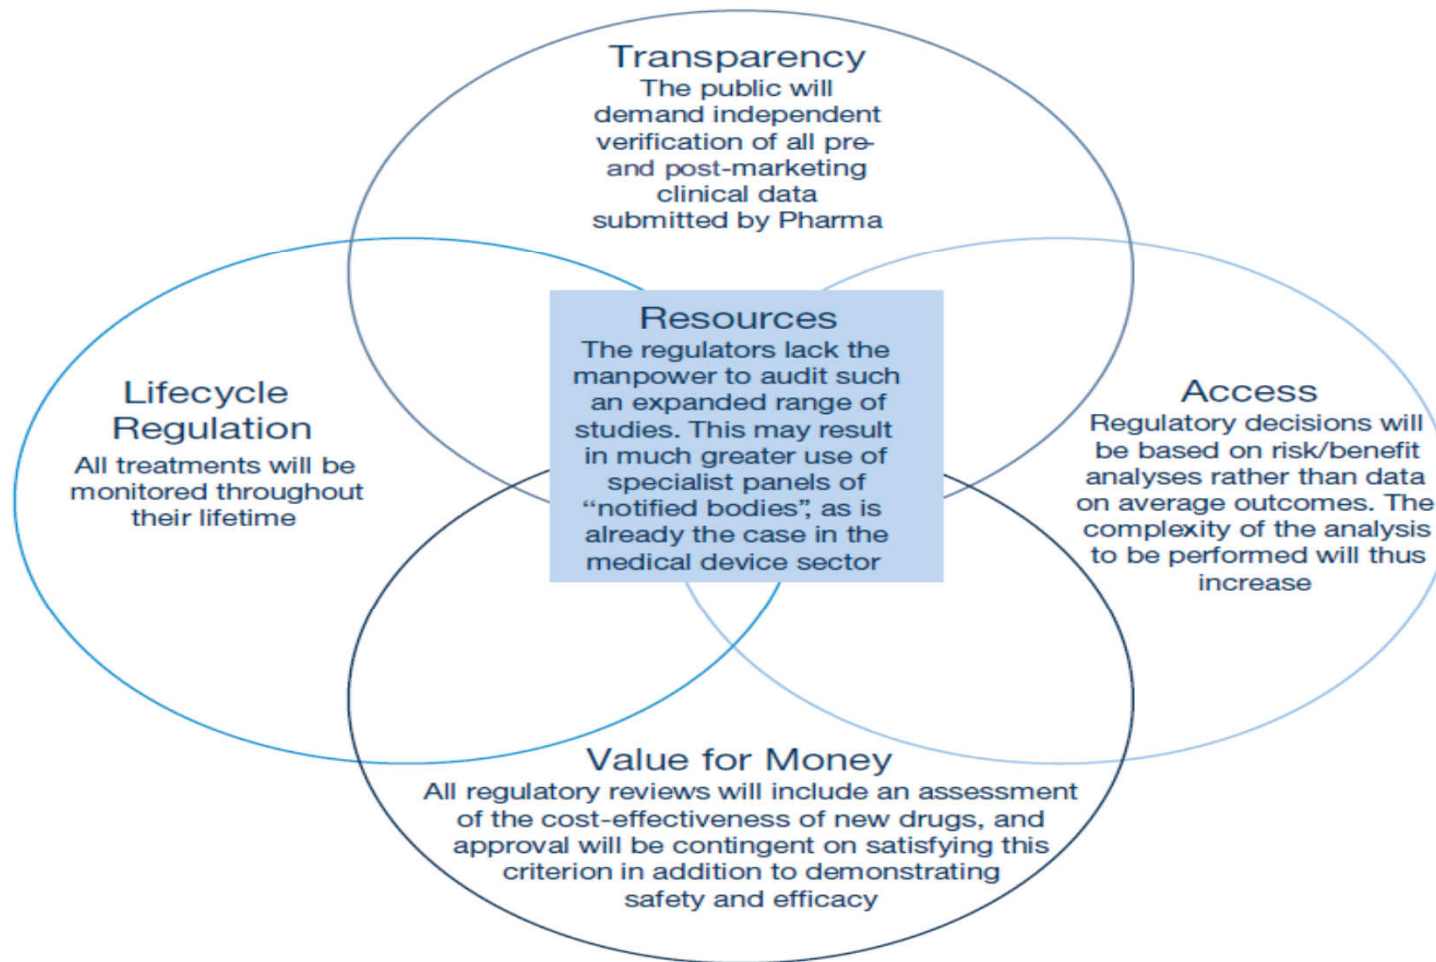 Transparency
The public will
demand independent
verification of all pre-
and post-marketing
clinical data
submitted by Pharma
Lifecycle
Regulation
All treatments will be
monitored throughout
their lifetime
Resources
The regulators lack the
manpower to audit such
an expanded range of
studies. This may result
in much greater use of
specialist panels of
“notified bodies”, as is
already the case in the
medical device sector
Access
Regulatory decisions will
be based on risk/benefit
analyses rather than data
on average outcomes. The
complexity of the analysis
to be performed will thus
increase
Value for Money
All regulatory reviews will include an assessment
of the cost-effectiveness of new drugs, and
approval will be contingent on satisfying this
criterion in addition to demonstrating
safety and efficacy